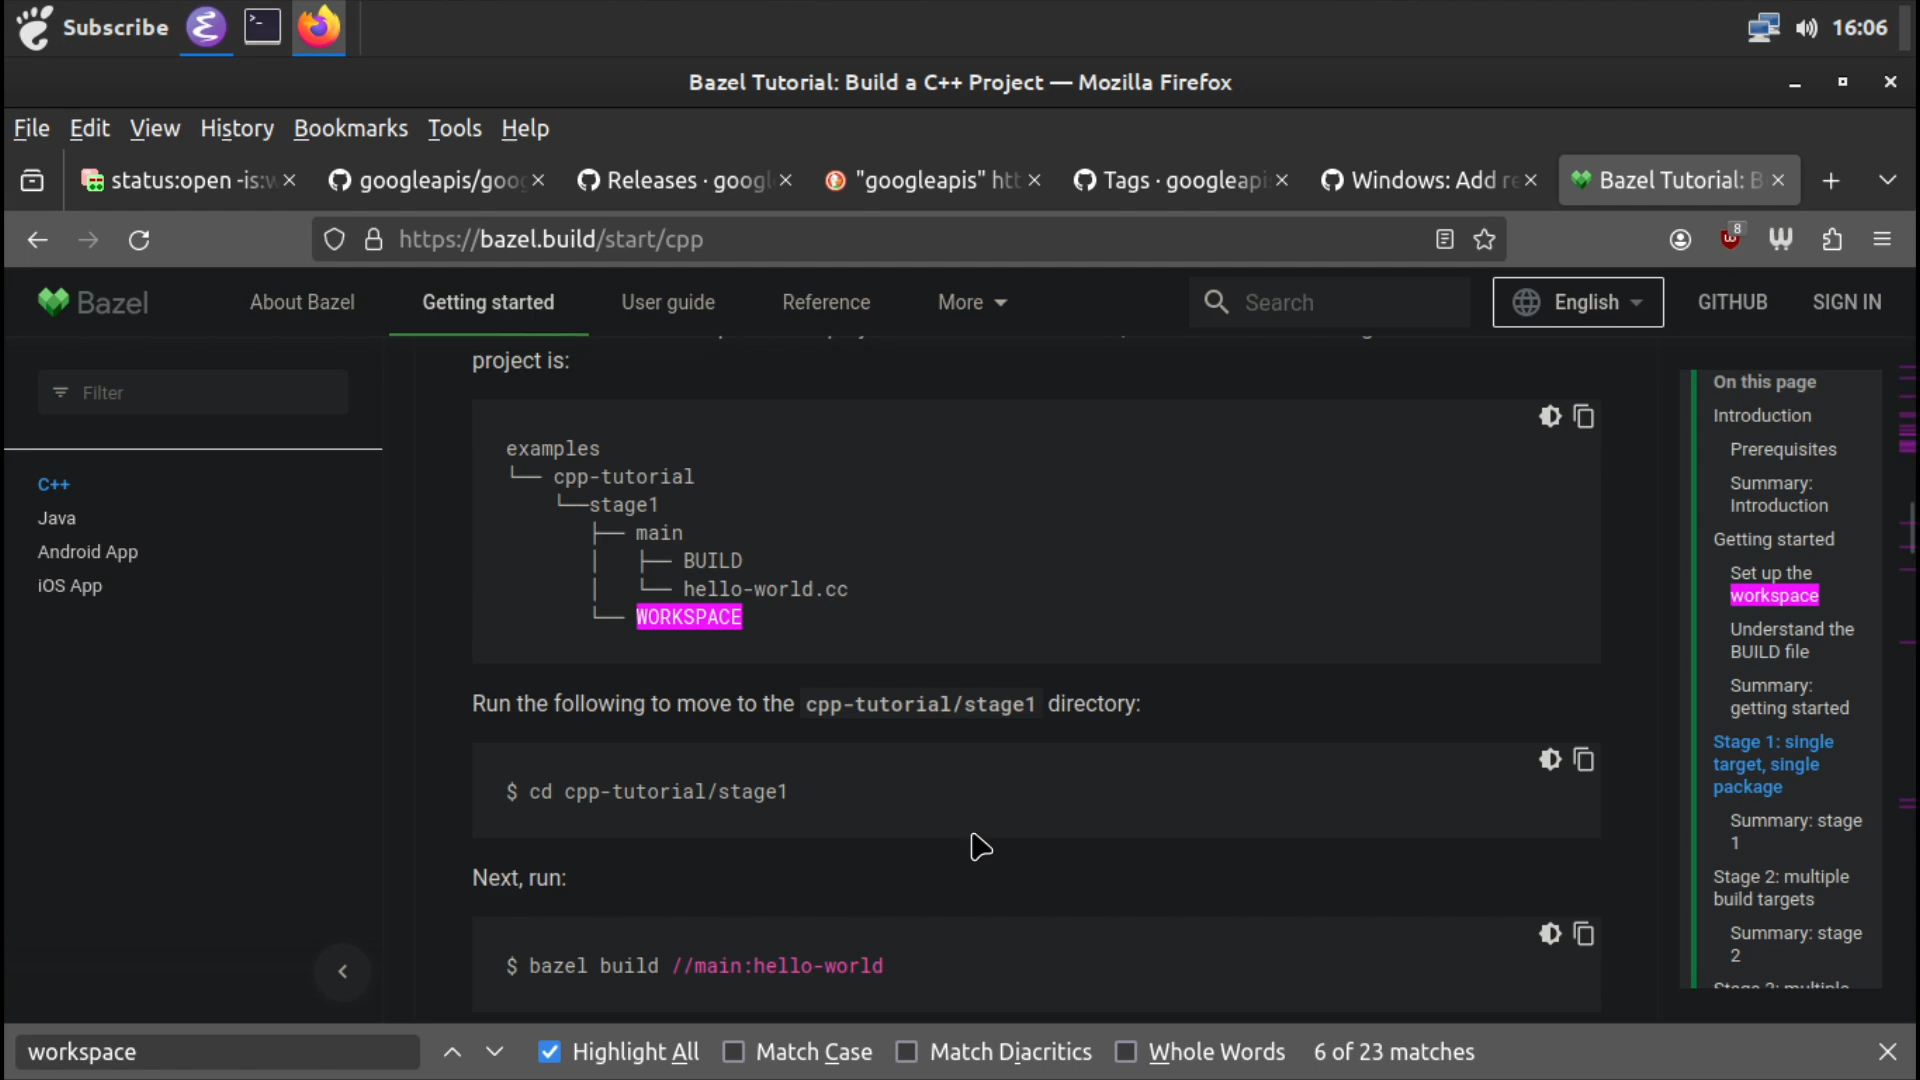 Subscribe
16:06
Bazel Tutorial: Build a C++ Project — Mozilla Firefox
File Edit View History Bookmarks Tools Help
status:open -is:w
googleapis/goog
Releases · googl
"googleapis" htt
Tags · googleapi
Windows: Add re
Bazel Tutorial: B
https://bazel.build/start/cpp
8
Bazel
About Bazel
Getting started
User guide
Reference
More
Search
English
GITHUB
SIGN IN
Filter
C++
Java
Android App
iOS App
project is:
examples
└── cpp-tutorial
    └──stage1
       ├── main
       │   ├── BUILD
       │   └── hello-world.cc
       └── WORKSPACE
Run the following to move to the cpp-tutorial/stage1 directory:
$ cd cpp-tutorial/stage1
Next, run:
$ bazel build //main:hello-world
On this page
Introduction
Prerequisites
Summary:
Introduction
Getting started
Set up the
workspace
Understand the
BUILD file
Summary:
getting started
Stage 1: single
target, single
package
Summary: stage
1
Stage 2: multiple
build targets
Summary: stage
2
workspace
Highlight All
Match Case
Match Diacritics
Whole Words
6 of 23 matches